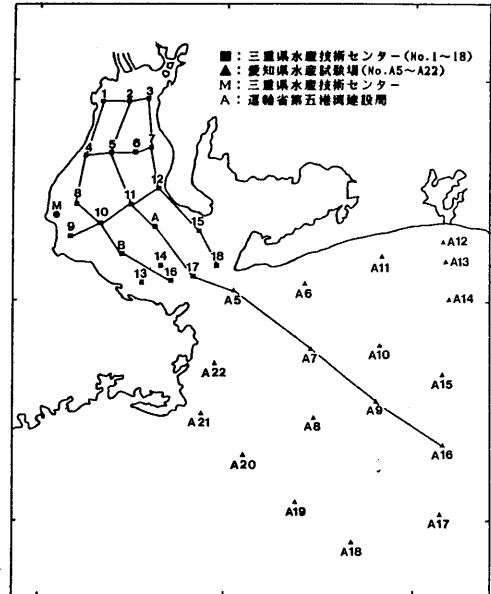 ■：三重県水産技術センター(No.1～18)
▲：愛知県水産試験場(No.A5～A22)
M：三重県水産技術センター
A：運輸省第五港湾建設局
1 2 3
4 5 6 7
8 12
M 10 11
9 A 15
B
13 14 16 17 18
A12
A11 A13
A5 A6 A14
A7 A10
A22 A15
A21 A8 A9
A20 A16
A19 A17
A18